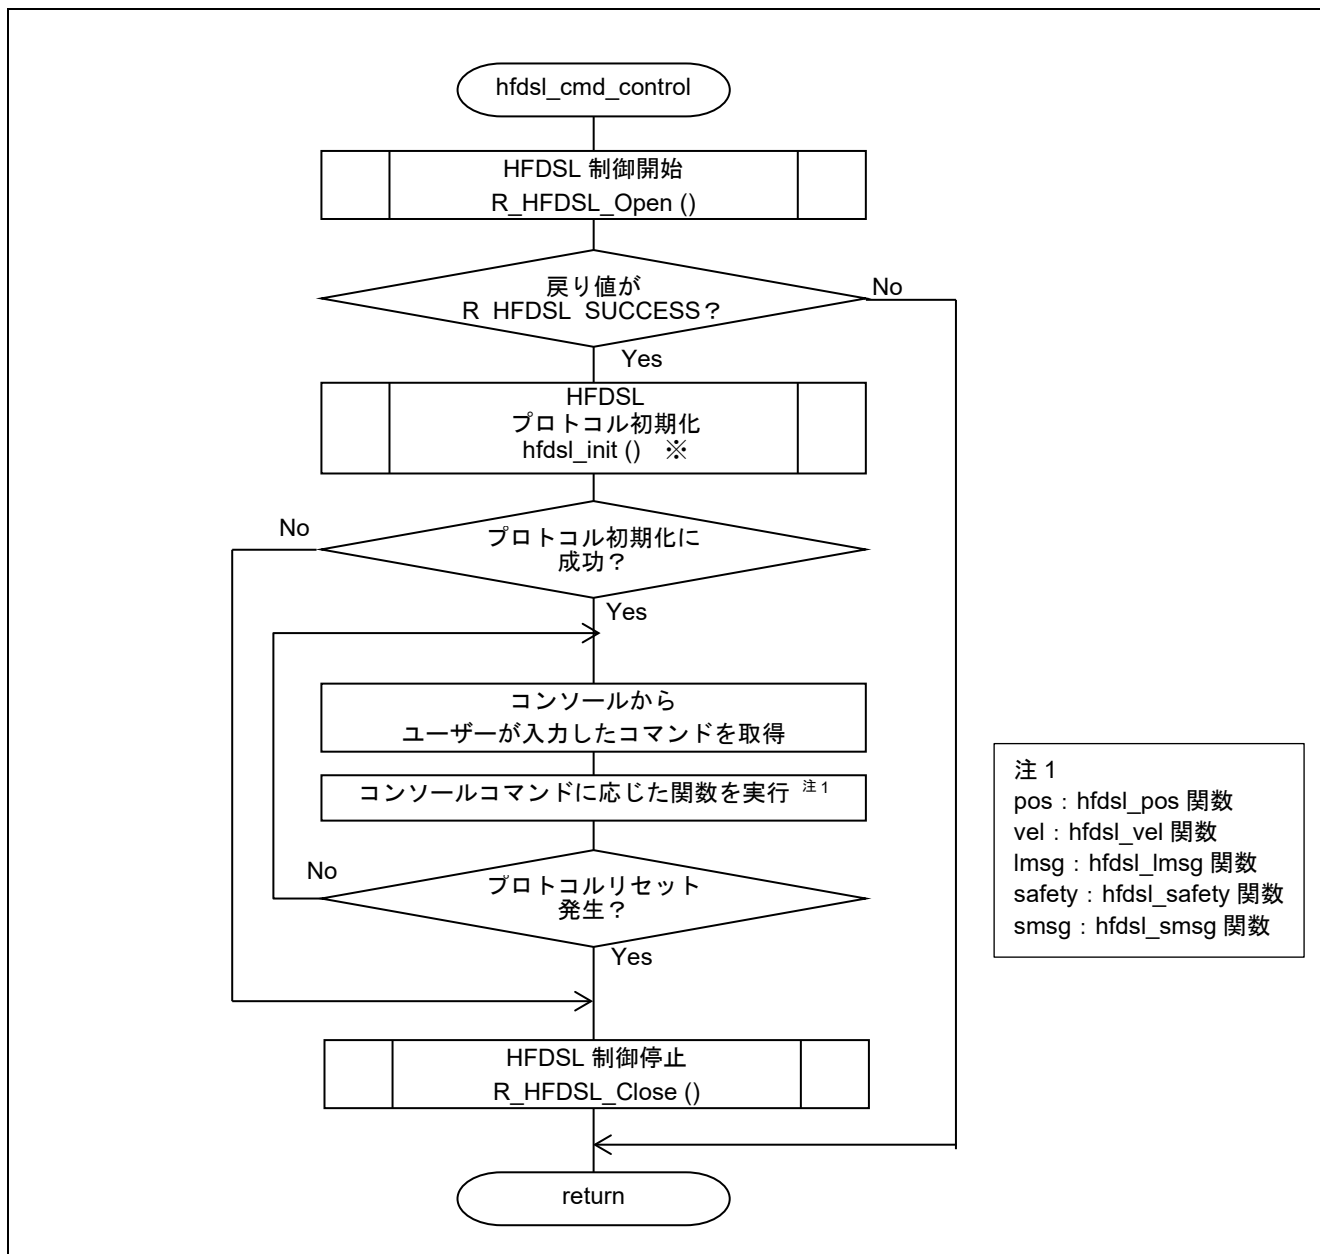 hfdsl_cmd_control
HFDSL 制御開始
R_HFDSL_Open ()
戻り値が
R HFDSL SUCCESS？
No
Yes
HFDSL
プロトコル初期化
hfdsl_init () ※
No
プロトコル初期化に
成功？
Yes
コンソールから
ユーザーが入力したコマンドを取得
コンソールコマンドに応じた関数を実行 注 1
No
プロトコルリセット
発生？
Yes
HFDSL 制御停止
R_HFDSL_Close ()
return
注 1
pos：hfdsl_pos 関数
vel：hfdsl_vel 関数
lmsg：hfdsl_lmsg 関数
safety：hfdsl_safety 関数
smsg：hfdsl_smsg 関数